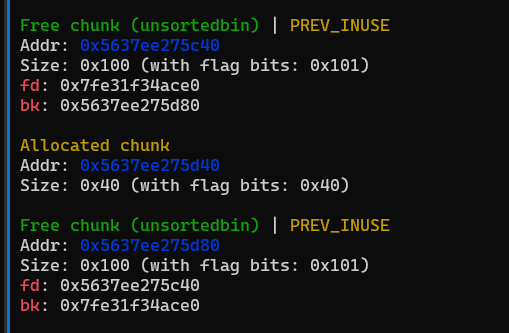 Free chunk (unsortedbin) | PREV_INUSE
Addr: 0x5637ee275c40
Size: 0x100 (with flag bits: 0x101)
fd: 0x7fe31f34ace0
bk: 0x5637ee275d80

Allocated chunk
Addr: 0x5637ee275d40
Size: 0x40 (with flag bits: 0x40)

Free chunk (unsortedbin) | PREV_INUSE
Addr: 0x5637ee275d80
Size: 0x100 (with flag bits: 0x101)
fd: 0x5637ee275c40
bk: 0x7fe31f34ace0